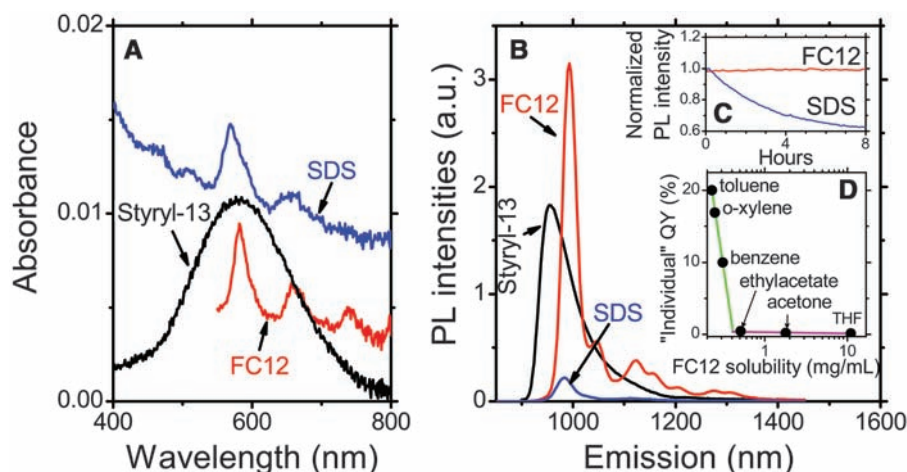 0.02
0.01
0.00
Absorbance
A
SDS
Styryl-13
FC12
400
600
800
Wavelength (nm)
B
3
2
1
0
PL intensities (a.u.)
FC12
Styryl-13
SDS
1000
1200
1400
1600
Emission (nm)
Normalized
PL intensity
1.2
1.0
0.8
0.6
FC12
SDS
C
0
4
8
Hours
"Individual" QY (%)
20
10
0
D
toluene
o-xylene
benzene
ethylacetate
acetone
THF
1
10
FC12 solubility (mg/mL)